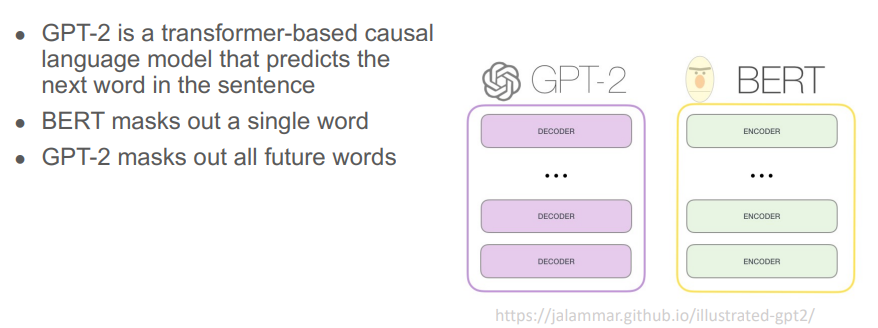 ● GPT-2 is a transformer-based causal
language model that predicts the
next word in the sentence
● BERT masks out a single word
● GPT-2 masks out all future words
GPT-2
DECODER
...
DECODER
DECODER
BERT
ENCODER
...
ENCODER
ENCODER
https://jalammar.github.io/illustrated-gpt2/